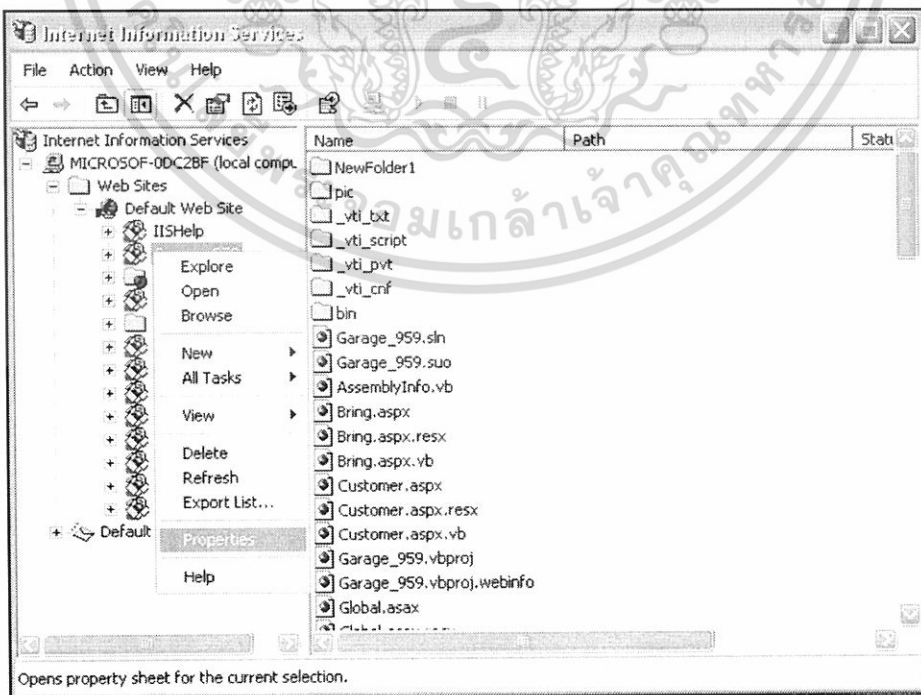 Internet Information Services
File Action View Help
Internet Information Services
MICROSOF-0DC2BF (local compu
Web Sites
Default Web Site
IISHelp
Default
Explore
Open
Browse
New
All Tasks
View
Delete
Refresh
Export List...
Properties
Help
Name Path Statu
NewFolder1
pic
_vti_txt
_vti_script
_vti_pvt
_vti_cnf
bin
Garage_959.sln
Garage_959.suo
AssemblyInfo.vb
Bring.aspx
Bring.aspx.resx
Bring.aspx.vb
Customer.aspx
Customer.aspx.resx
Customer.aspx.vb
Garage_959.vbproj
Garage_959.vbproj.webinfo
Global.asax
Opens property sheet for the current selection.